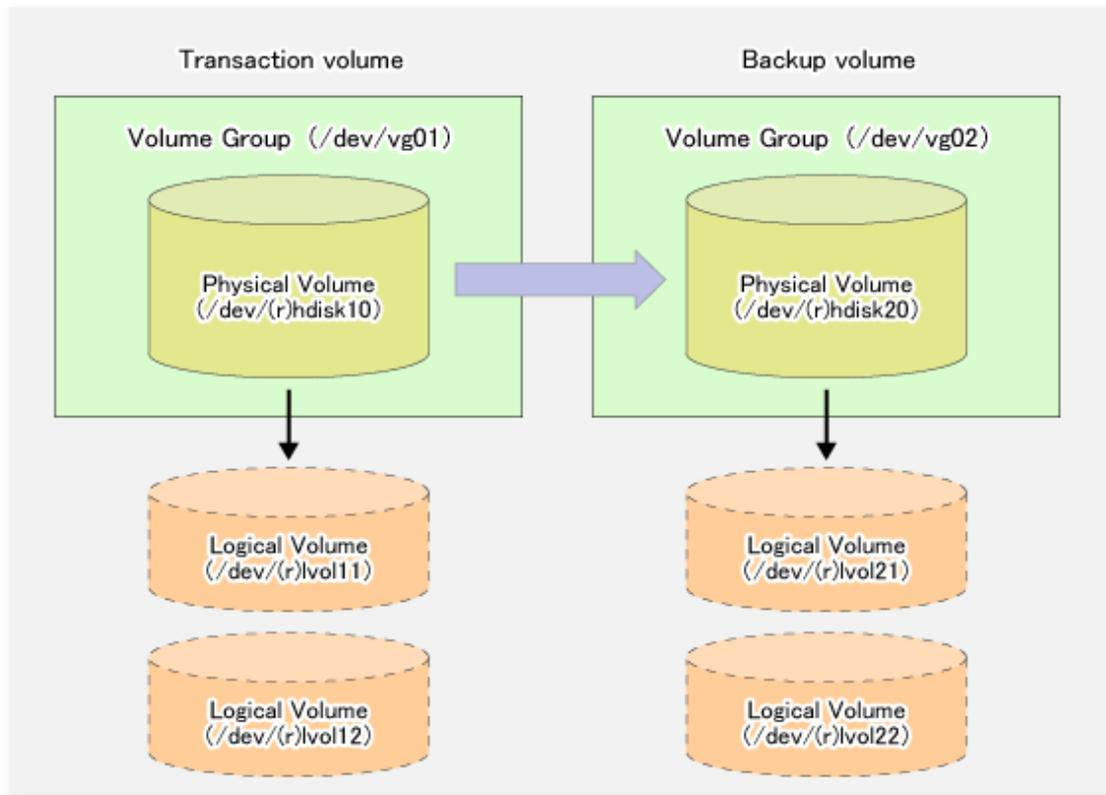 Transaction volume
Backup volume
Volume Group (/dev/vg01)
Volume Group (/dev/vg02)
Physical Volume
(/dev/(r)hdisk10)
Physical Volume
(/dev/(r)hdisk20)
Logical Volume
(/dev/(r)lvol11)
Logical Volume
(/dev/(r)lvol21)
Logical Volume
(/dev/(r)lvol12)
Logical Volume
(/dev/(r)lvol22)